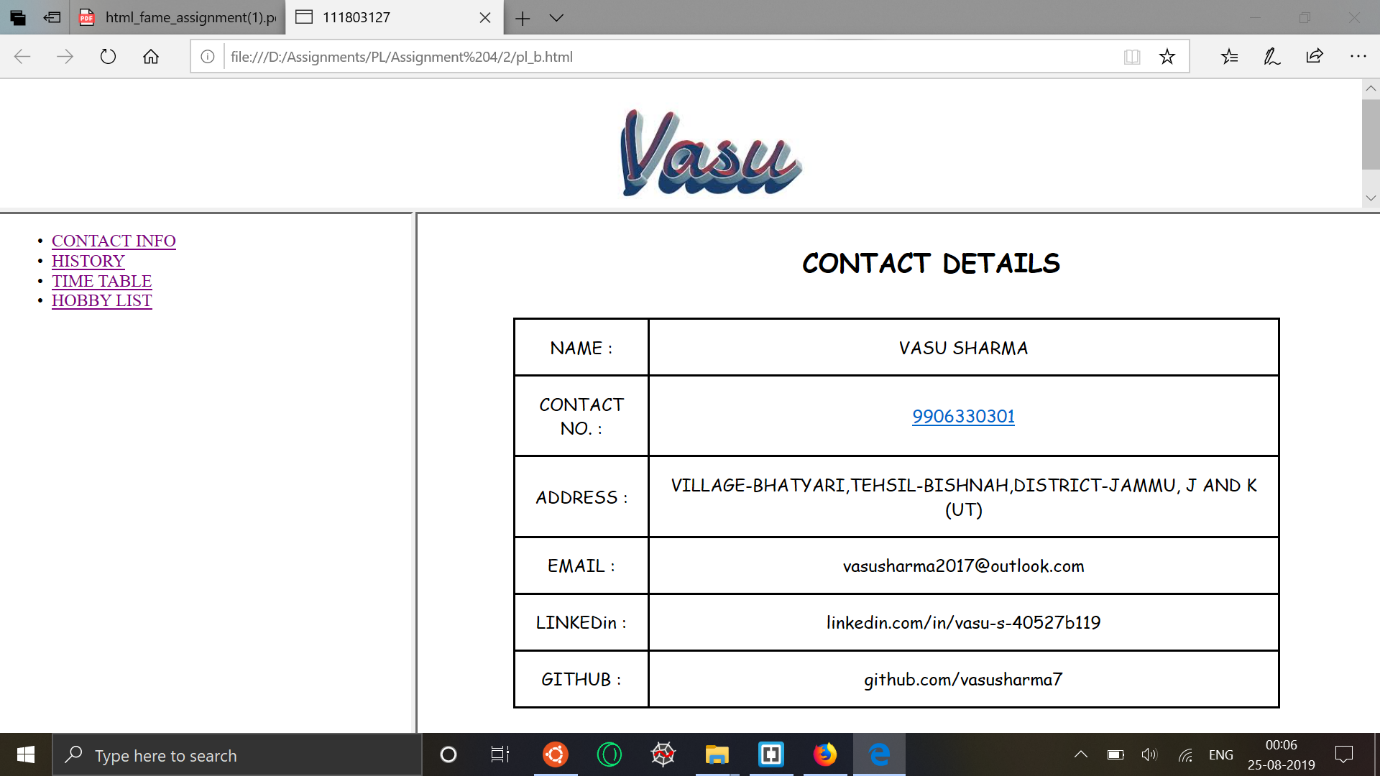 html_fame_assignment(1).p
111803127
file:///D:/Assignments/PL/Assignment%204/2/pl_b.html
Vasu
• CONTACT INFO
• HISTORY
• TIME TABLE
• HOBBY LIST
CONTACT DETAILS
NAME : VASU SHARMA
CONTACT
NO. : 9906330301
ADDRESS : VILLAGE-BHATYARI,TEHSIL-BISHNAH,DISTRICT-JAMMU, J AND K
(UT)
EMAIL : vasusharma2017@outlook.com
LINKEDin : linkedin.com/in/vasu-s-40527b119
GITHUB : github.com/vasusharma7
Type here to search
ENG
00:06
25-08-2019